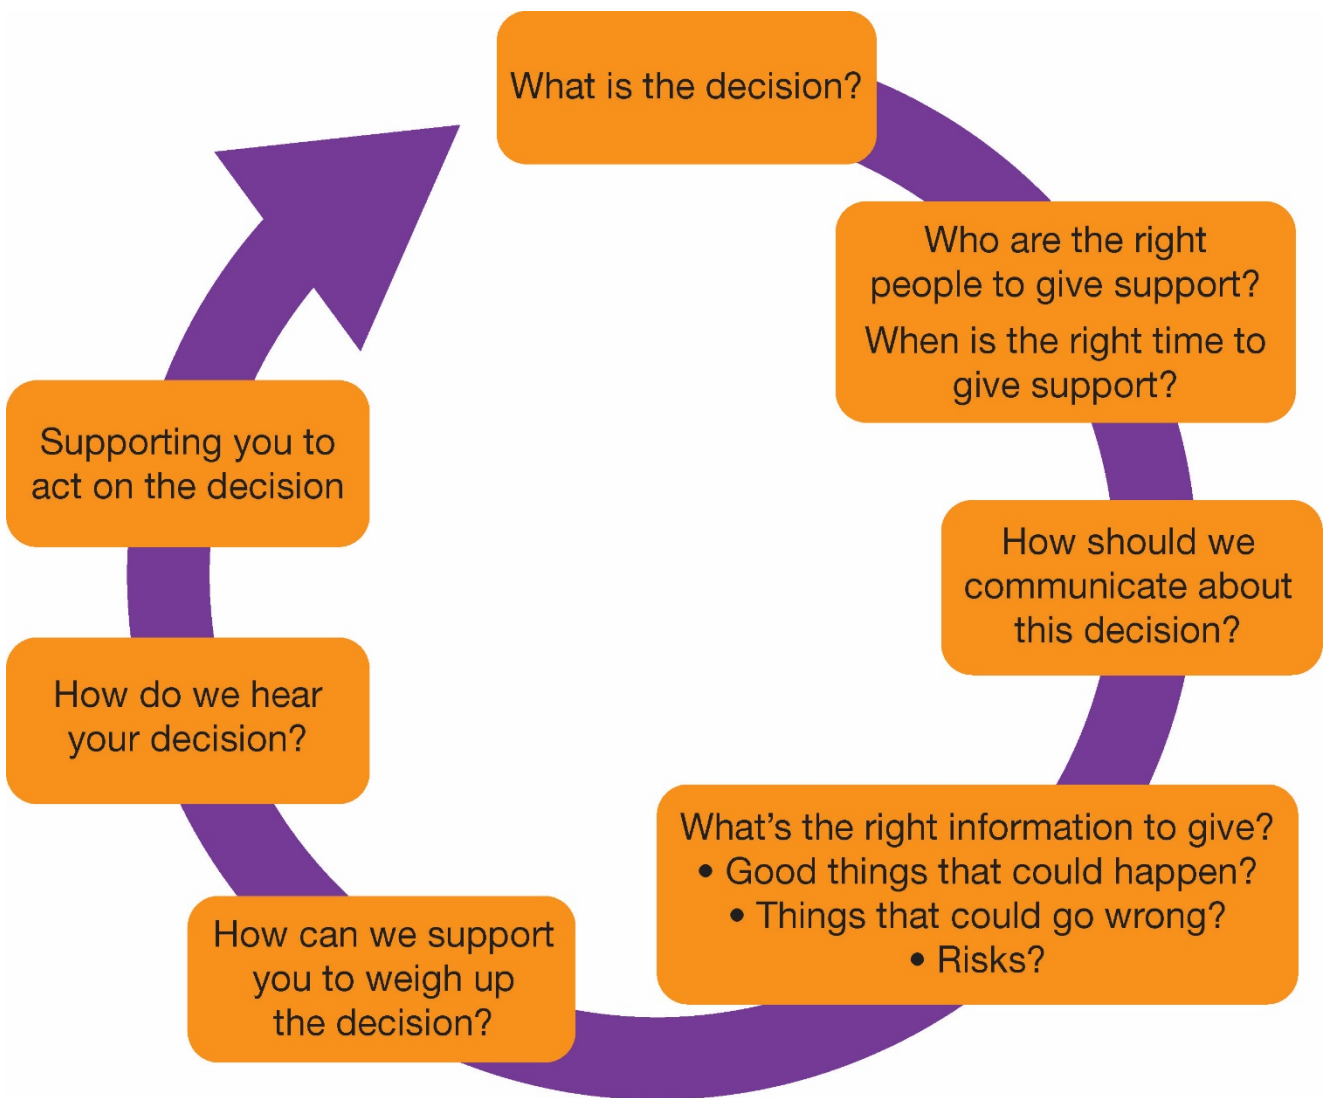 What is the decision?
Who are the right
people to give support?
When is the right time to
give support?
How should we
communicate about
this decision?
What’s the right information to give?
• Good things that could happen?
• Things that could go wrong?
• Risks?
How can we support
you to weigh up
the decision?
How do we hear
your decision?
Supporting you to
act on the decision